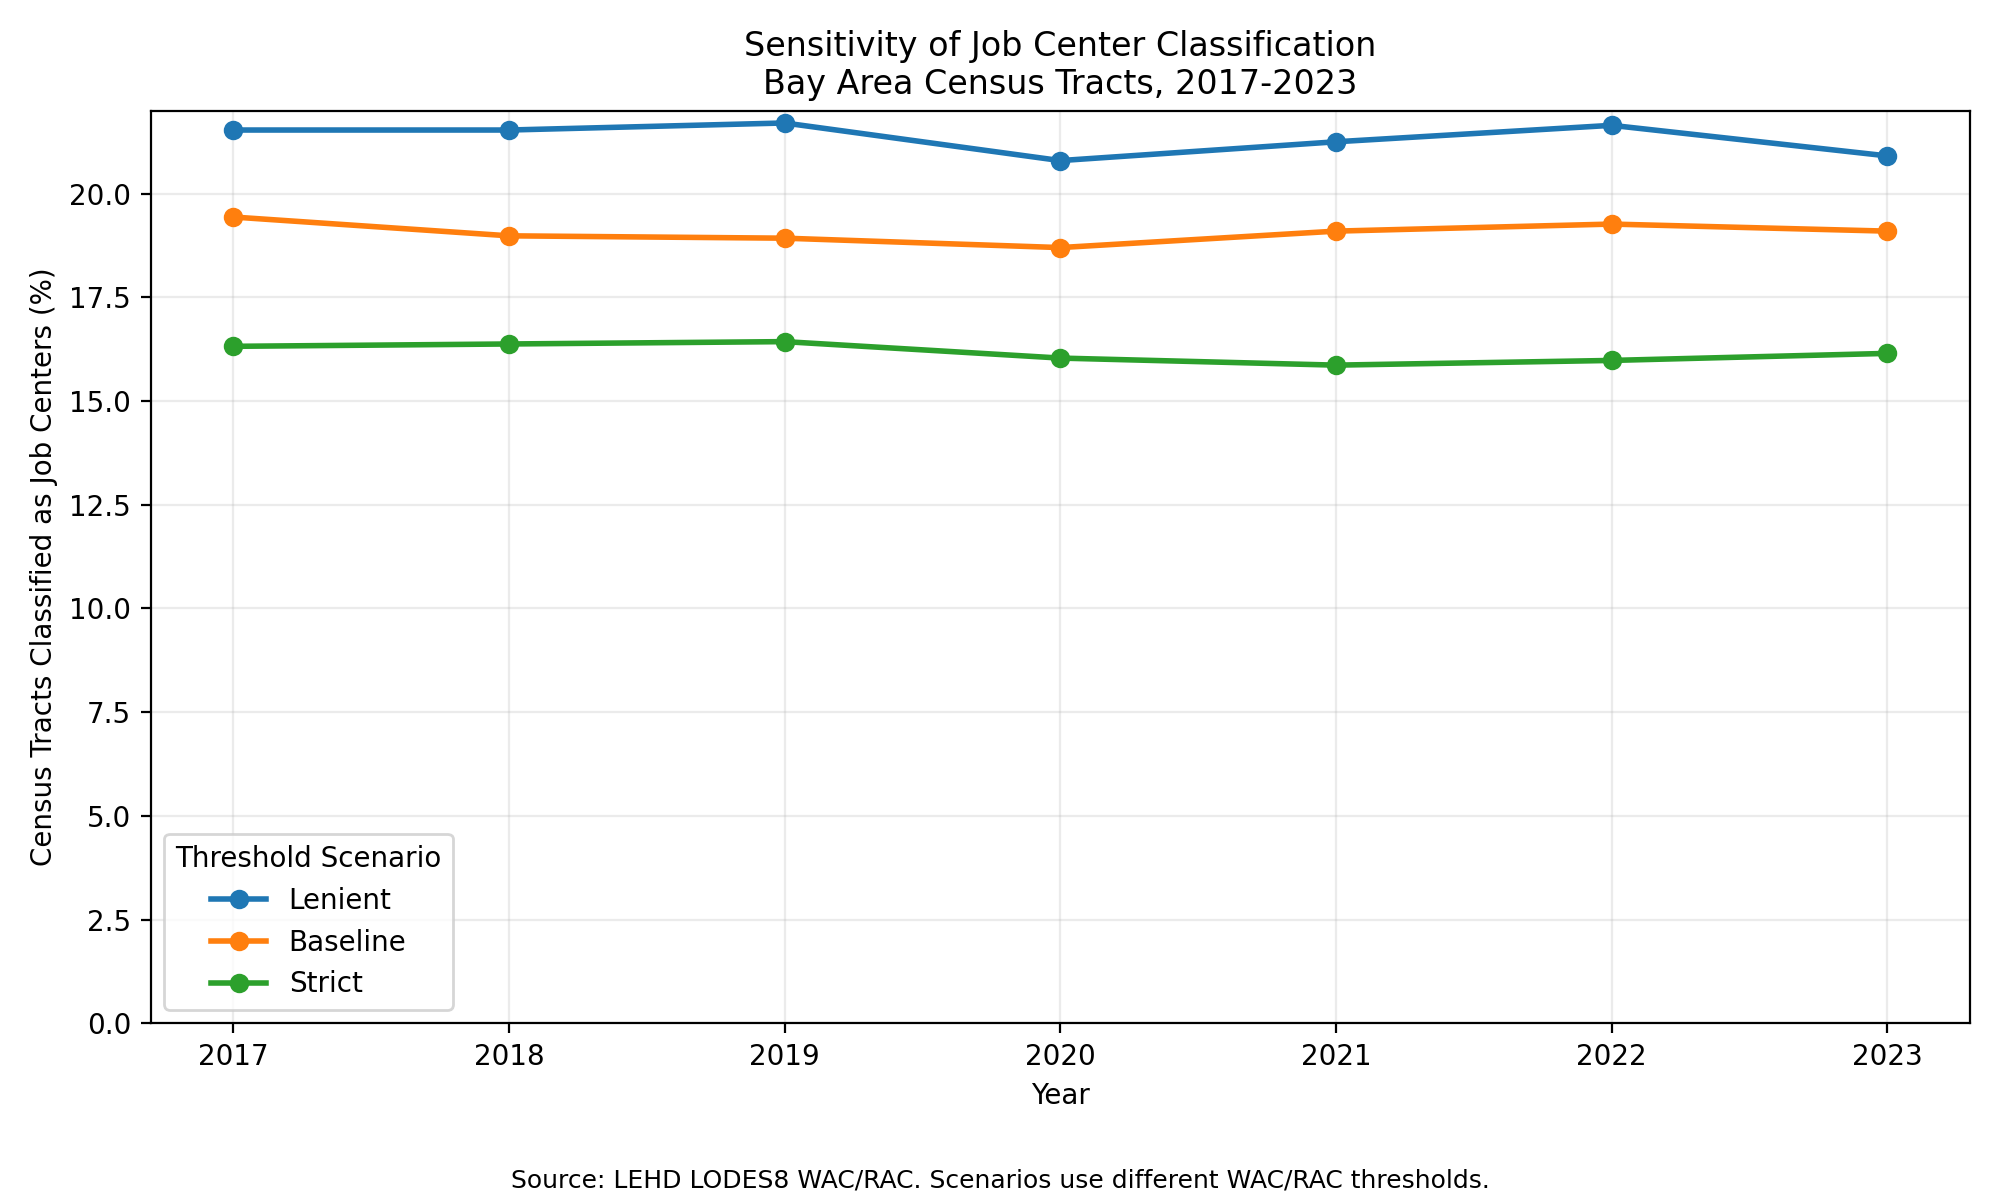 Sensitivity of Job Center Classification
Bay Area Census Tracts, 2017-2023
Census Tracts Classified as Job Centers (%)
20.0
17.5
15.0
12.5
10.0
7.5
5.0
2.5
0.0
Threshold Scenario
Lenient
Baseline
Strict
2017 2018 2019 2020 2021 2022 2023
Year
Source: LEHD LODES8 WAC/RAC. Scenarios use different WAC/RAC thresholds.